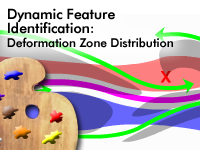 Dynamic Feature
Identification:
Deformation Zone Distribution
X